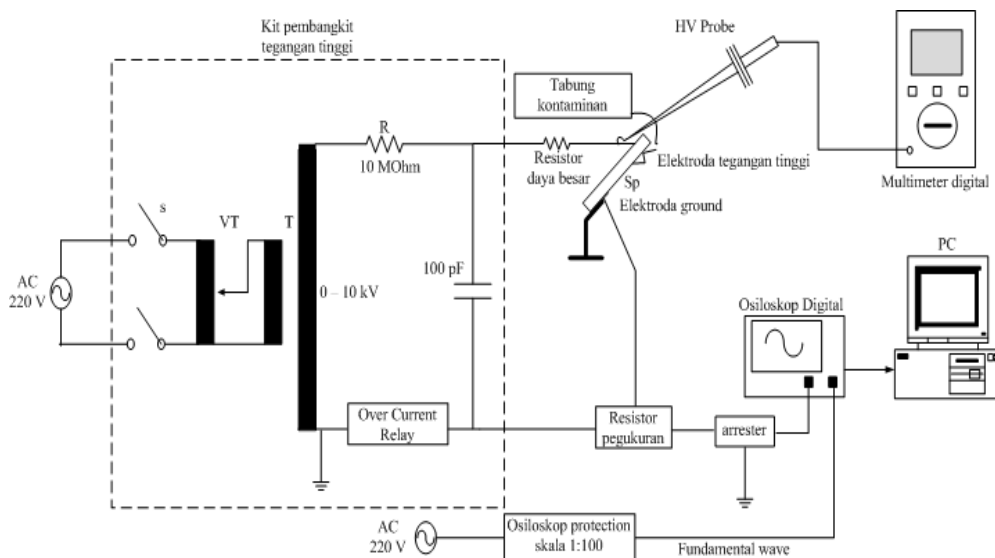 Kit pembangkit
tegangan tinggi
HV Probe
Tabung
kontaminan
R
10 MOhm
Resistor
daya besar
Elektroda tegangan tinggi
Sp
Elektroda ground
Multimeter digital
s
VT
T
AC
220 V
0 – 10 kV
100 pF
PC
Osiloskop Digital
Over Current
Relay
Resistor
pegukuran
arrester
AC
220 V
Osiloskop protection
skala 1:100
Fundamental wave